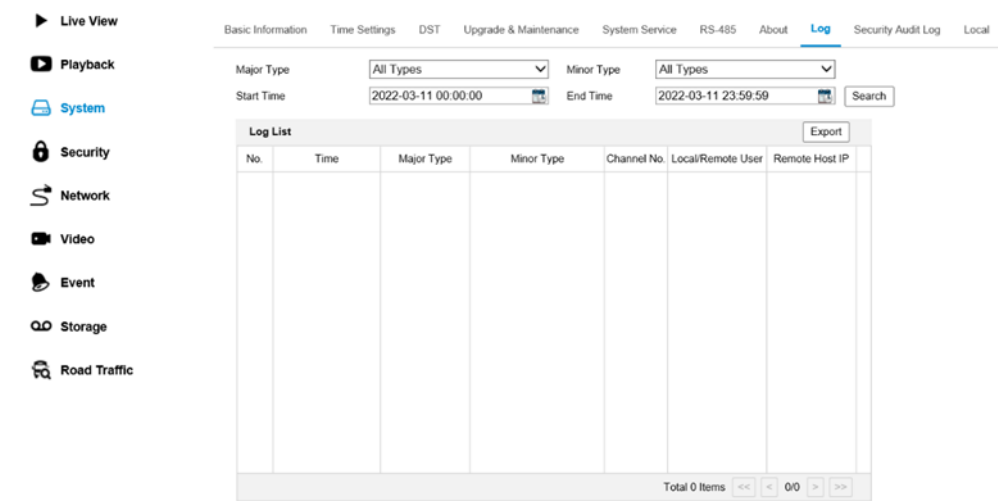 Live View
Playback
System
Security
Network
Video
Event
Storage
Road Traffic
Basic Information Time Settings DST Upgrade & Maintenance System Service RS-485 About Log Security Audit Log Local
Major Type All Types Minor Type All Types
Start Time 2022-03-11 00:00:00 End Time 2022-03-11 23:59:59 Search
Log List Export
No. Time Major Type Minor Type Channel No. Local/Remote User Remote Host IP
Total 0 Items << < 0/0 > >>